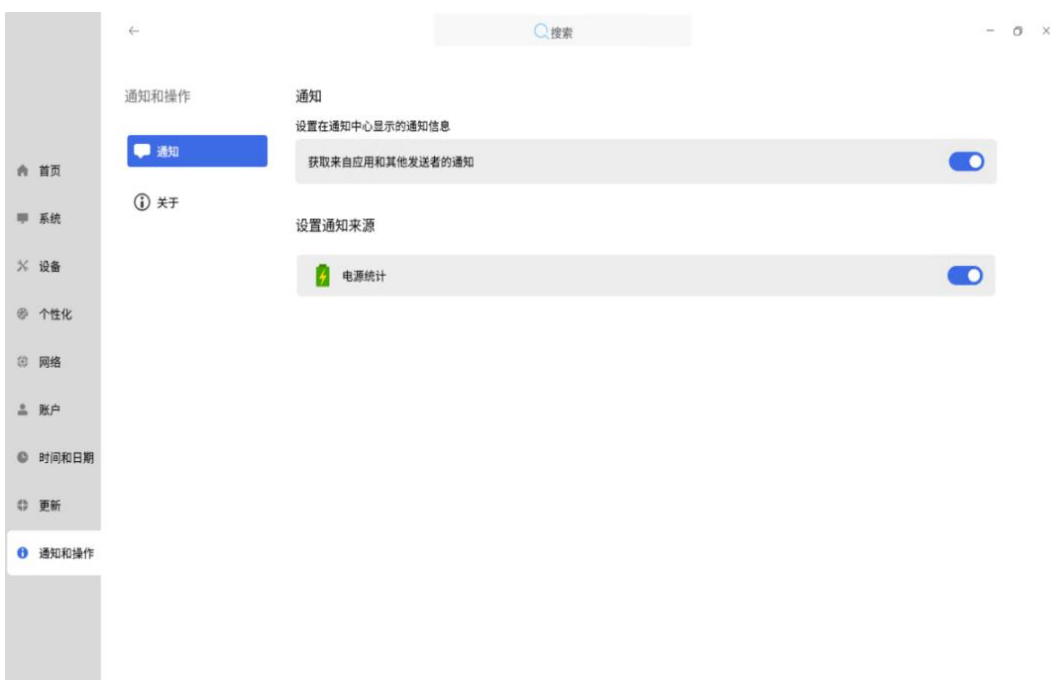 搜索
首页
系统
设备
个性化
网络
账户
时间和日期
更新
通知和操作
通知和操作
通知
关于
通知
设置在通知中心显示的通知信息
获取来自应用和其他发送者的通知
设置通知来源
电源统计